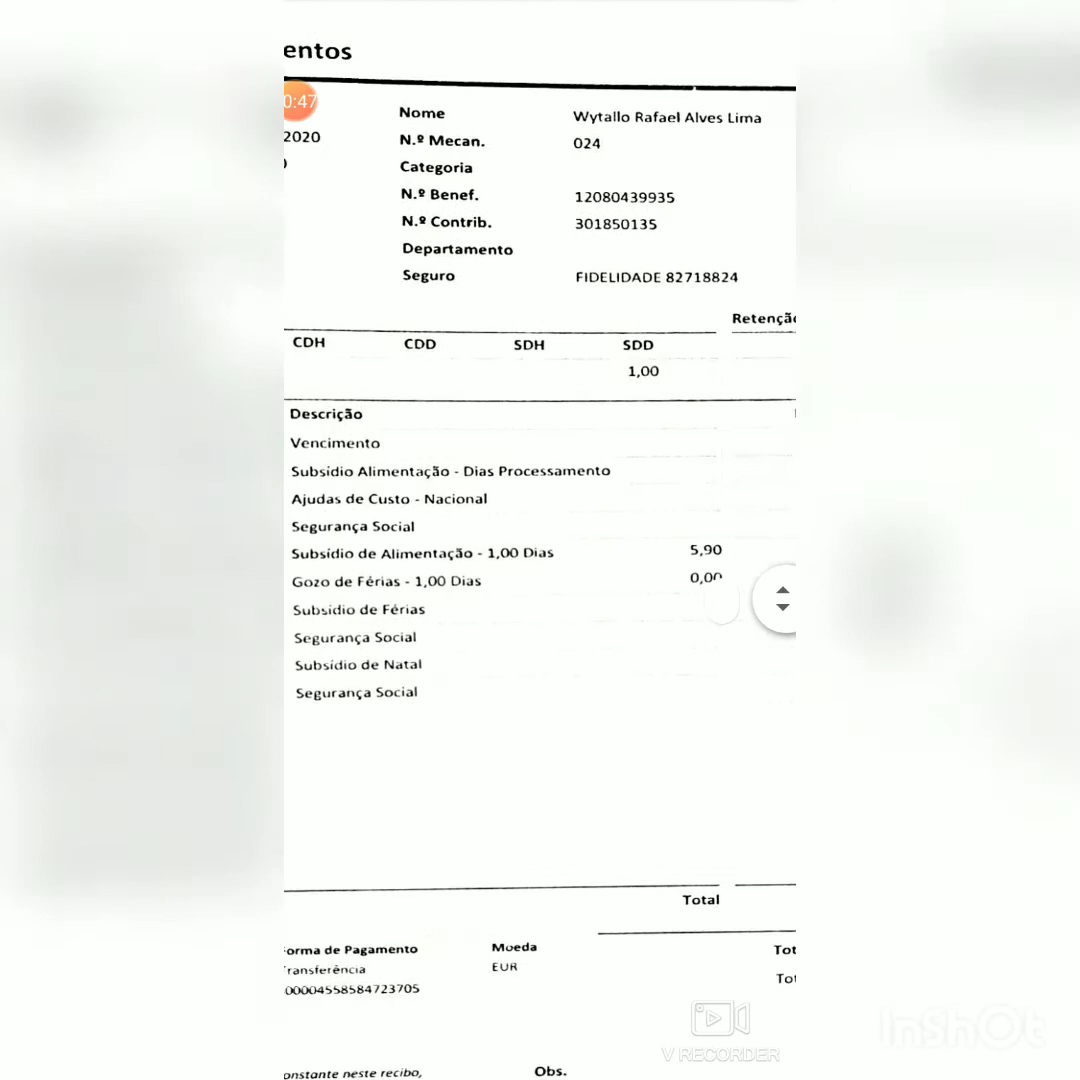 entos
0:47
2020
Nome Wytallo Rafael Alves Lima
N.º Mecan. 024
Categoria
N.º Benef. 12080439935
N.º Contrib. 301850135
Departamento
Seguro FIDELIDADE 82718824
Retençã
CDH CDD SDH SDD
1,00
Descrição
Vencimento
Subsídio Alimentação - Dias Processamento
Ajudas de Custo - Nacional
Segurança Social
Subsídio de Alimentação - 1,00 Dias 5,90
Gozo de Férias - 1,00 Dias 0,00
Subsídio de Férias
Segurança Social
Subsídio de Natal
Segurança Social
Total
orma de Pagamento Moeda Tot
ransferência EUR Tot
00004558584723705
V RECORDER
InShOt
onstante neste recibo, Obs.